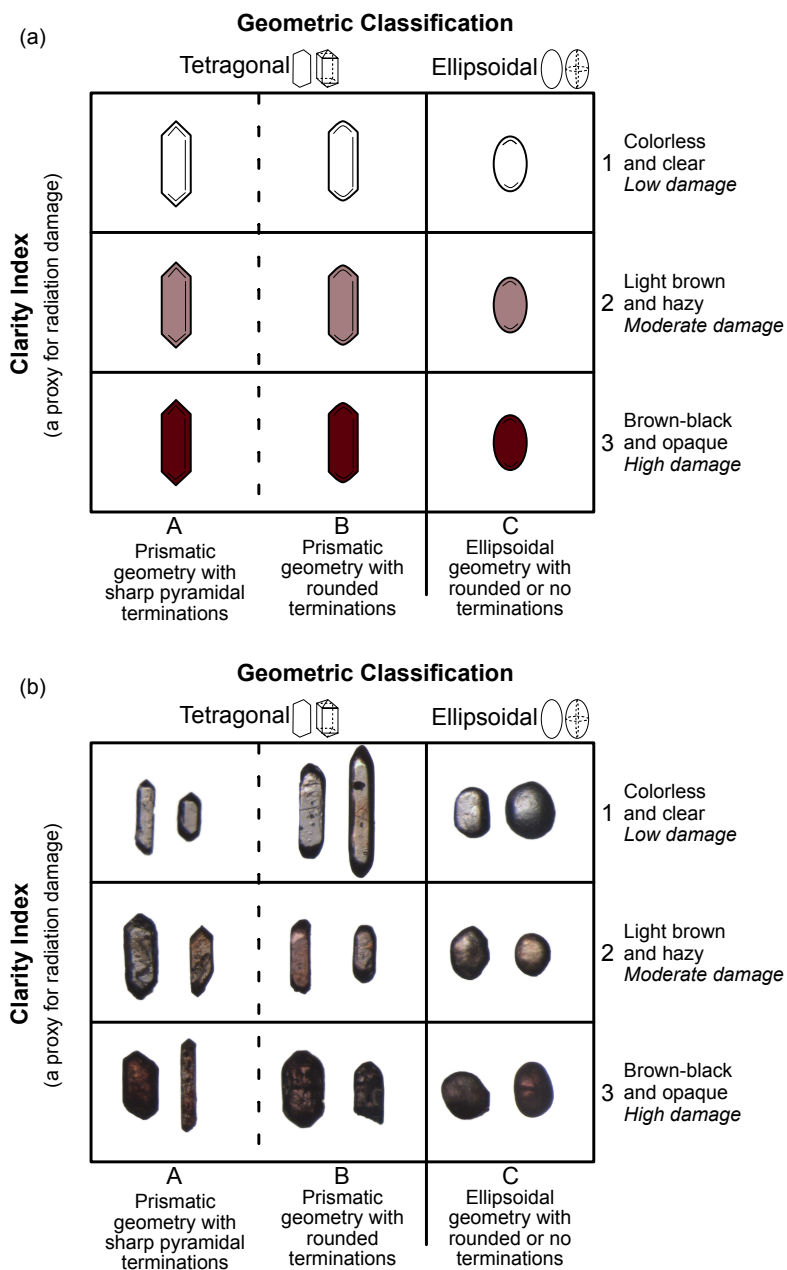 (a)
Geometric Classification
Tetragonal
Ellipsoidal
Clarity Index
(a proxy for radiation damage)
1
Colorless
and clear
Low damage
2
Light brown
and hazy
Moderate damage
3
Brown-black
and opaque
High damage
A
Prismatic
geometry with
sharp pyramidal
terminations
B
Prismatic
geometry with
rounded
terminations
C
Ellipsoidal
geometry with
rounded or no
terminations
(b)
Geometric Classification
Tetragonal
Ellipsoidal
Clarity Index
(a proxy for radiation damage)
1
Colorless
and clear
Low damage
2
Light brown
and hazy
Moderate damage
3
Brown-black
and opaque
High damage
A
Prismatic
geometry with
sharp pyramidal
terminations
B
Prismatic
geometry with
rounded
terminations
C
Ellipsoidal
geometry with
rounded or no
terminations